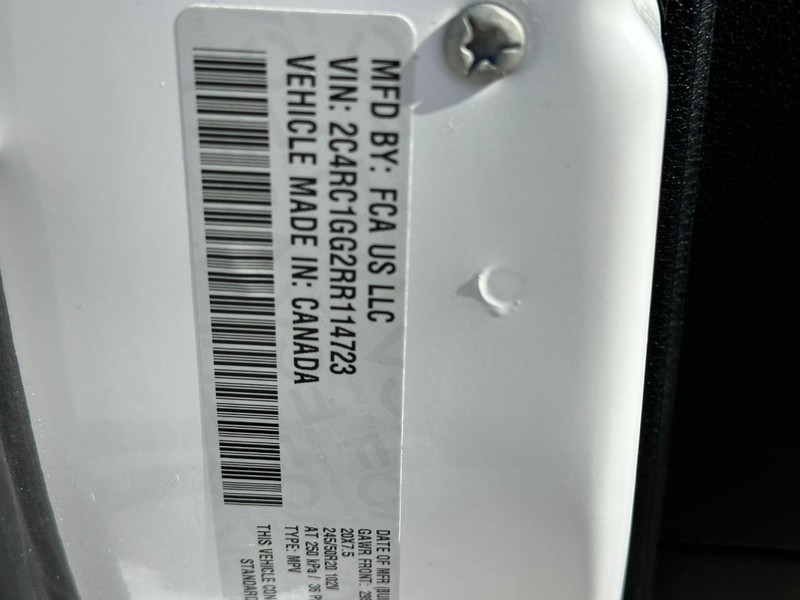 MFD BY: FCA US LLC
VIN: 2C4RC1GG2RR114723
VEHICLE MADE IN: CANADA
DATE OF MFR
GAWR FRONT:
20X7.5
245/50R20 102V
AT 250 kPa / 36
TYPE: MPV
THIS VEHICLE